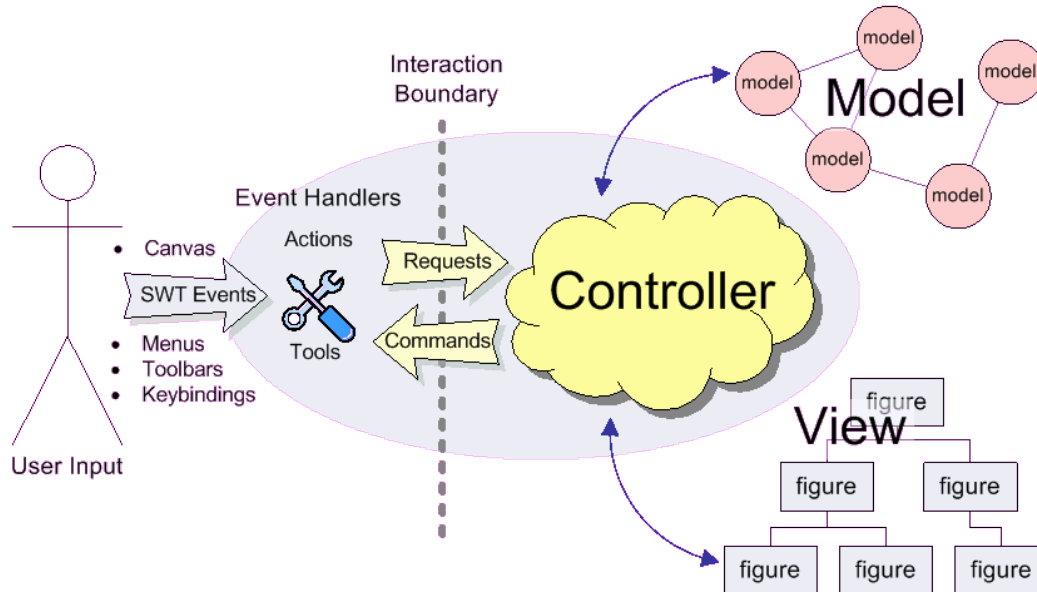 model
model
model
Model
model
model
Interaction
Boundary
Event Handlers
Actions
• Canvas
SWT Events
Requests
Controller
Commands
Tools
• Menus
• Toolbars
• Keybindings
User Input
figure
View
figure
figure
figure
figure
figure